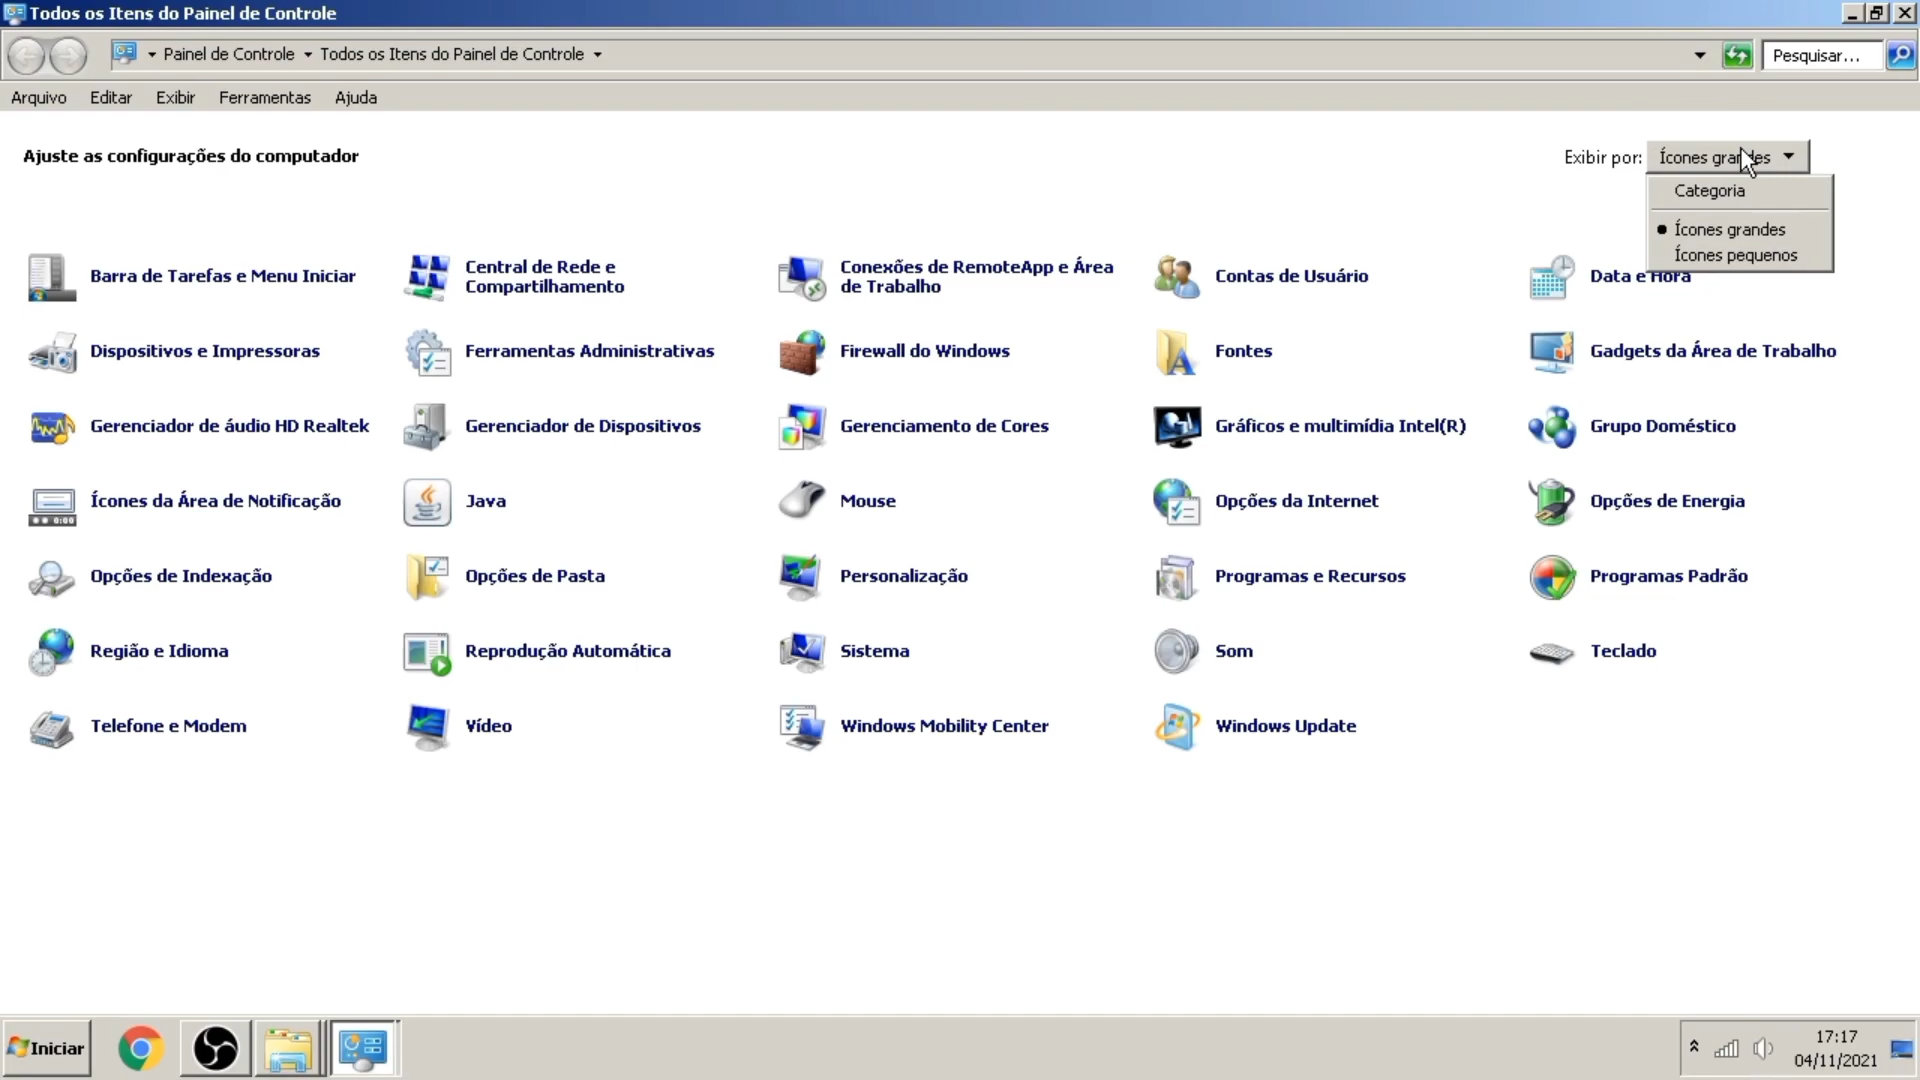 Todos os Itens do Painel de Controle
Painel de Controle Todos os Itens do Painel de Controle
Pesquisar...
Arquivo Editar Exibir Ferramentas Ajuda
Ajuste as configurações do computador
Exibir por: Ícones grandes
Categoria
Ícones grandes
Ícones pequenos
Barra de Tarefas e Menu Iniciar
Central de Rede e
Compartilhamento
Conexões de RemoteApp e Área
de Trabalho
Contas de Usuário
Data e Hora
Dispositivos e Impressoras
Ferramentas Administrativas
Firewall do Windows
Fontes
Gadgets da Área de Trabalho
Gerenciador de áudio HD Realtek
Gerenciador de Dispositivos
Gerenciamento de Cores
Gráficos e multimídia Intel(R)
Grupo Doméstico
Ícones da Área de Notificação
Java
Mouse
Opções da Internet
Opções de Energia
Opções de Indexação
Opções de Pasta
Personalização
Programas e Recursos
Programas Padrão
Região e Idioma
Reprodução Automática
Sistema
Som
Teclado
Telefone e Modem
Vídeo
Windows Mobility Center
Windows Update
Iniciar
17:17
04/11/2021